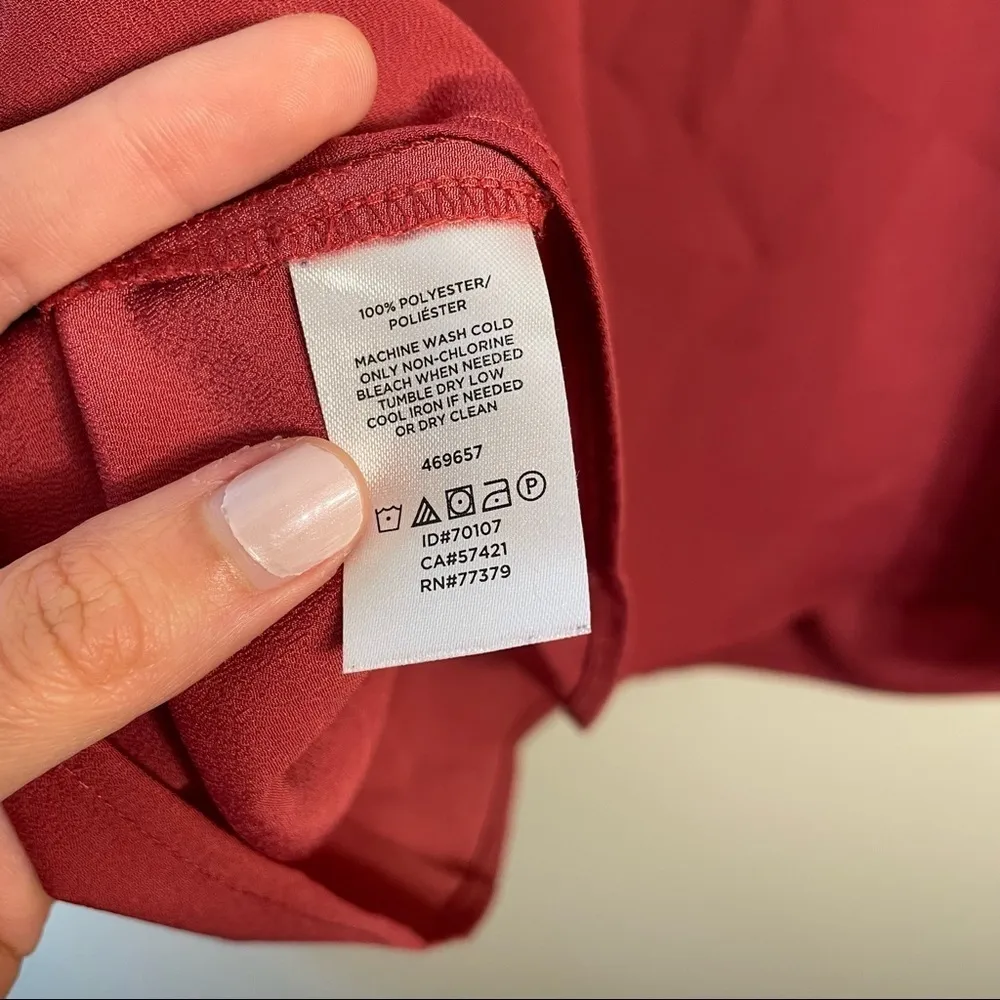 100% POLYESTER/
POLIÉSTER
MACHINE WASH COLD
ONLY NON-CHLORINE
BLEACH WHEN NEEDED
TUMBLE DRY LOW
COOL IRON IF NEEDED
OR DRY CLEAN
469657
P
ID#70107
CA#57421
RN#77379